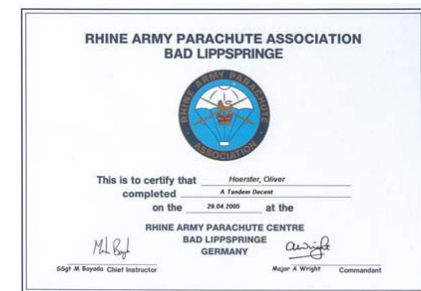 RHINE ARMY PARACHUTE ASSOCIATION
BAD LIPPSPRINGE
RHINE ARMY PARACHUTE
ASSOCIATION
This is to certify that Hoerster, Oliver
completed A Tandem Decent
on the 29.04.2005 at the
RHINE ARMY PARACHUTE CENTRE
BAD LIPPSPRINGE
GERMANY
SSgt M Bayada Chief Instructor
Major A Wright Commandant